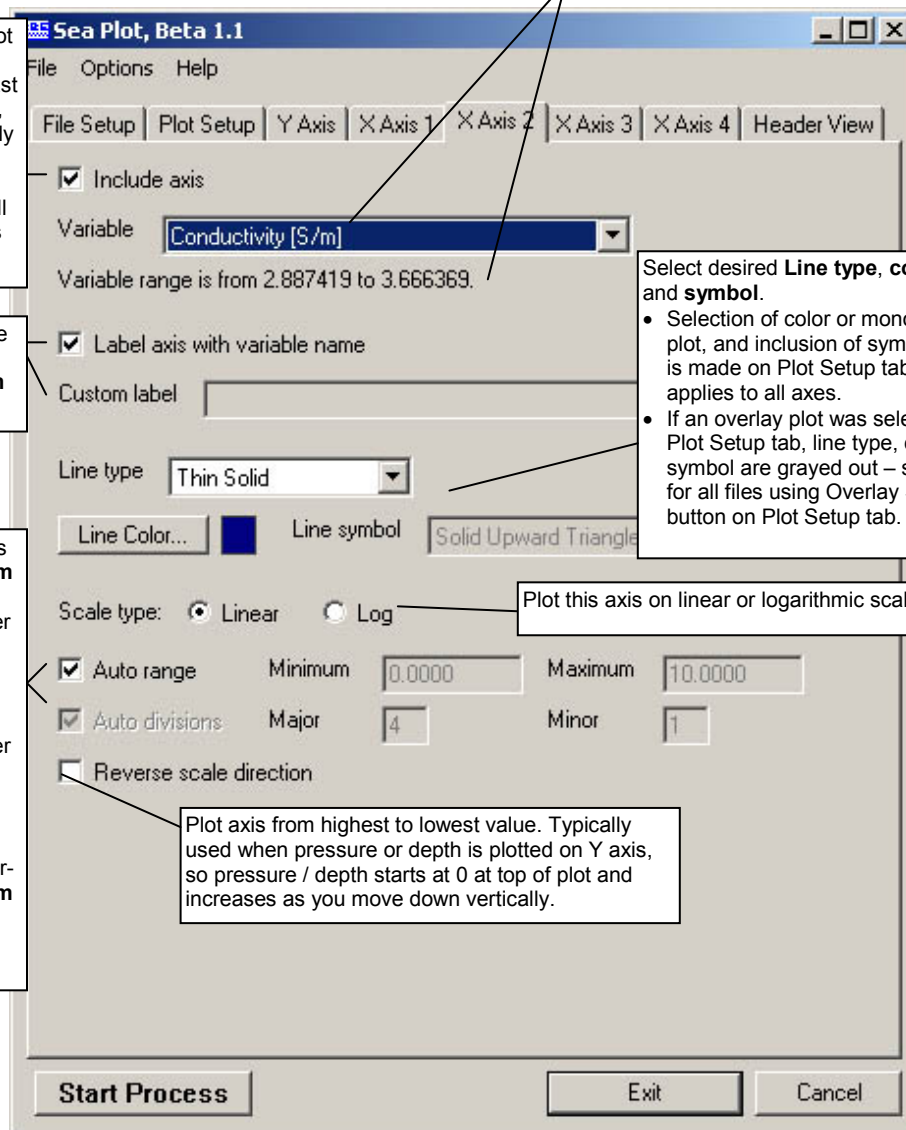 Sea Plot, Beta 1.1
File Options Help
File Setup Plot Setup Y Axis X Axis 1 X Axis 2 X Axis 3 X Axis 4 Header View
Include axis
Variable Conductivity [S/m]
Variable range is from 2.887419 to 3.666369.
Label axis with variable name
Custom label
Select desired Line type,
and symbol.
• Selection of color or
plot, and inclusion of
is made on Plot Setup
applies to all axes.
• If an overlay plot was
Plot Setup tab, line type,
symbol are grayed out –
for all files using Overlay
button on Plot Setup tab.
Line type Thin Solid
Line Color... Line symbol Solid Upward Triangle
Plot this axis on linear or logarithmic
Scale type: Linear Log
Auto range Minimum 0.0000 Maximum 10.0000
Auto divisions Major 4 Minor 1
Reverse scale direction
Plot axis from highest to lowest value. Typically
used when pressure or depth is plotted on Y axis,
so pressure / depth starts at 0 at top of plot and
increases as you move down vertically.
Start Process Exit Cancel